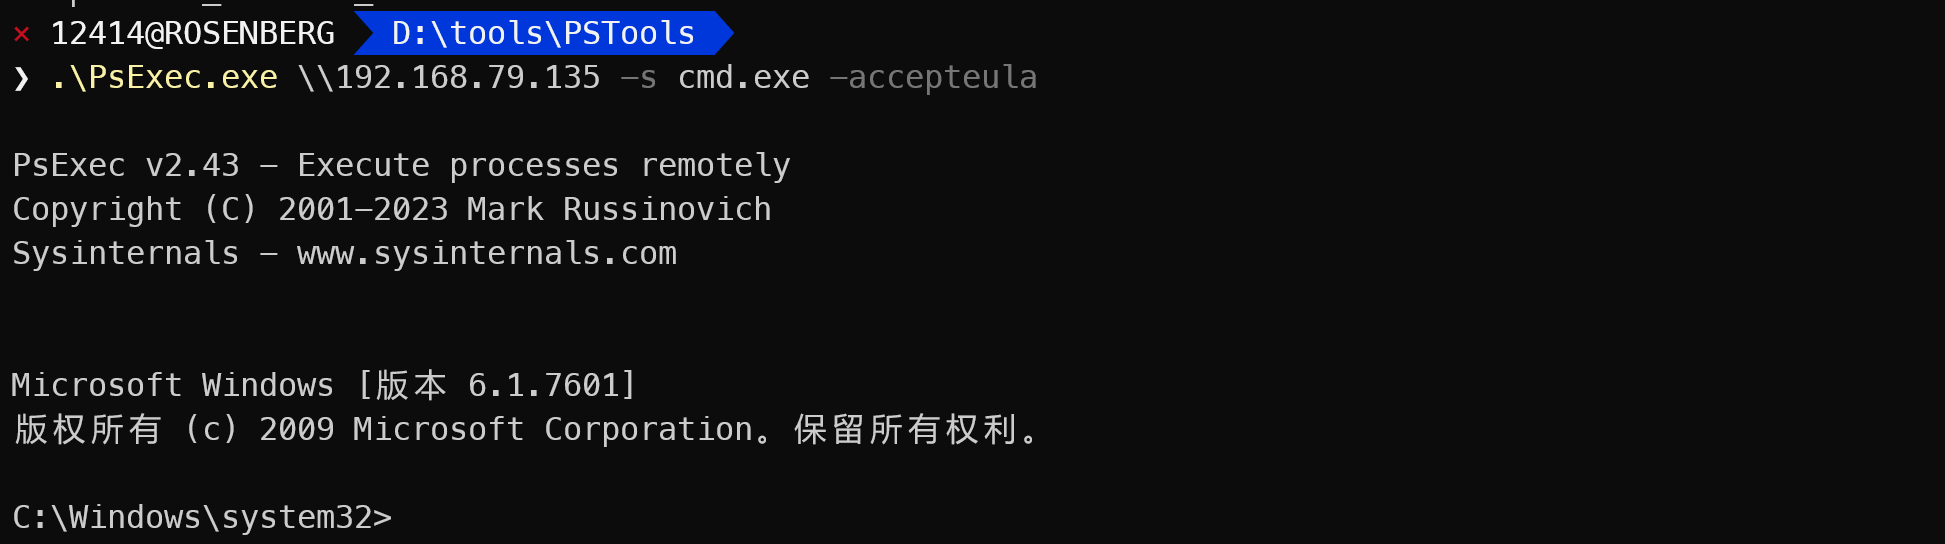 × 12414@ROSENBERG D:\tools\PSTools
❯ .\PsExec.exe \\192.168.79.135 -s cmd.exe -accepteula
PsExec v2.43 - Execute processes remotely
Copyright (C) 2001-2023 Mark Russinovich
Sysinternals - www.sysinternals.com
Microsoft Windows [版本 6.1.7601]
版权所有 (c) 2009 Microsoft Corporation。保留所有权利。
C:\Windows\system32>